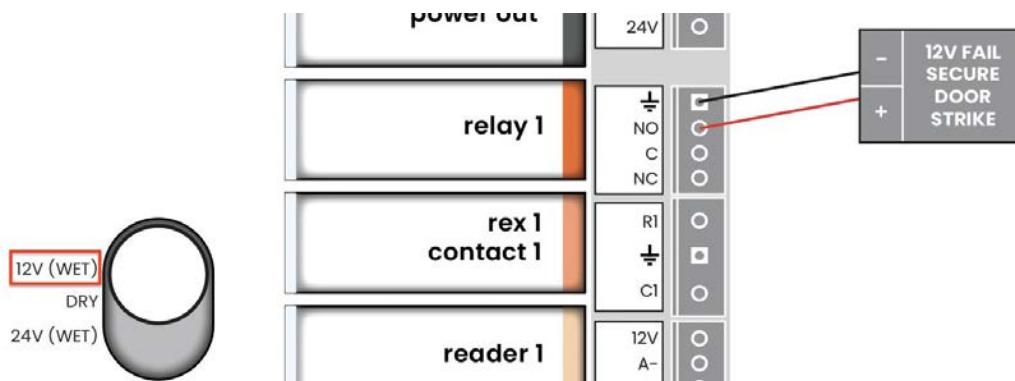 power out
24V
relay 1
NO
C
NC
rex 1
contact 1
R1
C1
reader 1
12V
A-
-
+
12V FAIL
SECURE
DOOR
STRIKE
12V (WET)
DRY
24V (WET)